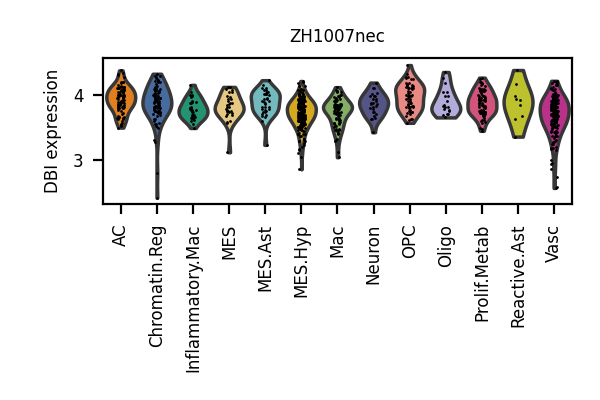 ZH1007nec
DBI expression
4
3
AC
Chromatin.Reg
Inflammatory.Mac
MES
MES.Ast
MES.Hyp
Mac
Neuron
OPC
Oligo
Prolif.Metab
Reactive.Ast
Vasc